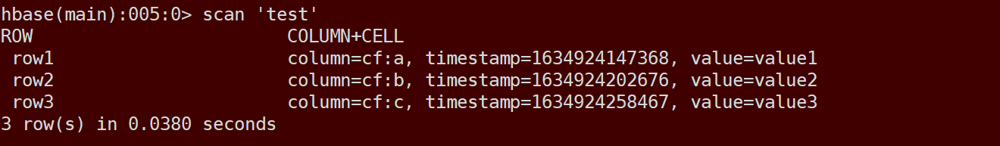 hbase(main):005:0> scan 'test'
ROW COLUMN+CELL
row1 column=cf:a, timestamp=1634924147368, value=value1
row2 column=cf:b, timestamp=1634924202676, value=value2
row3 column=cf:c, timestamp=1634924258467, value=value3
3 row(s) in 0.0380 seconds